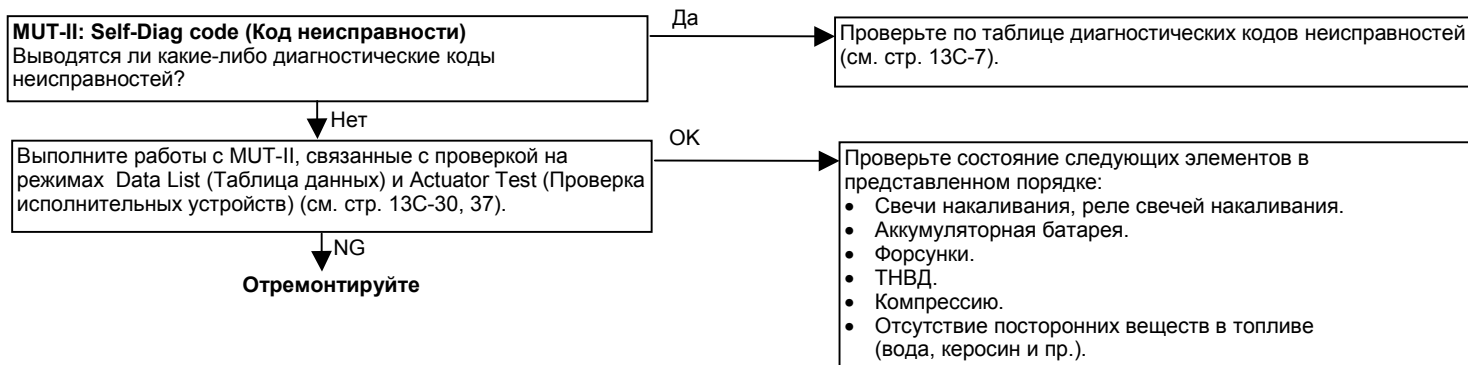 MUT-II: Self-Diag code (Код неисправности)
Выводятся ли какие-либо диагностические коды
неисправностей?
Да
Проверьте по таблице диагностических кодов неисправностей
(см. стр. 13C-7).
Нет
Выполните работы с MUT-II, связанные с проверкой на
режимах Data List (Таблица данных) и Actuator Test (Проверка
исполнительных устройств) (см. стр. 13C-30, 37).
OK
Проверьте состояние следующих элементов в
представленном порядке:
• Свечи накаливания, реле свечей накаливания.
• Аккумуляторная батарея.
• Форсунки.
• ТНВД.
• Компрессию.
• Отсутствие посторонних веществ в топливе
(вода, керосин и пр.).
NG
Отремонтируйте